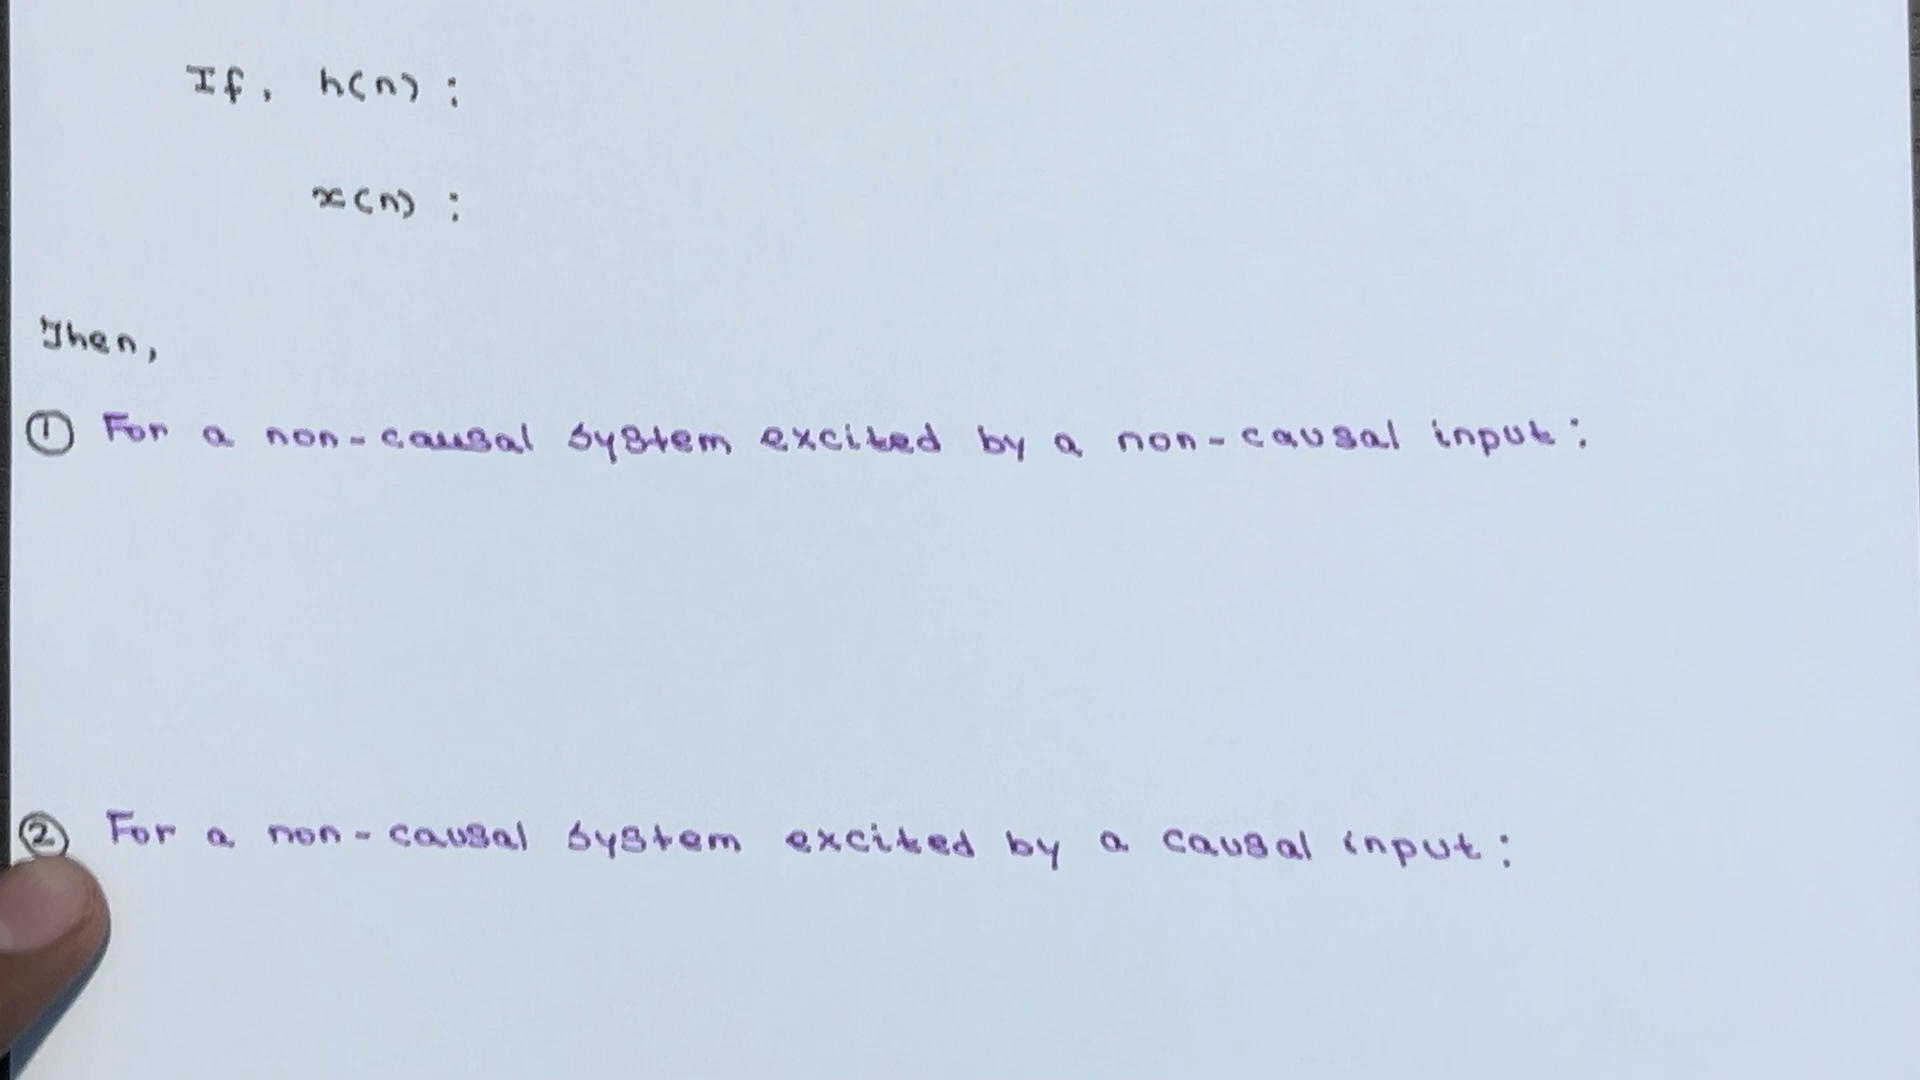 If, h(n) :
x(n) :
Then,
① For a non-causal system excited by a non-causal input :
② For a non-causal system excited by a causal input :